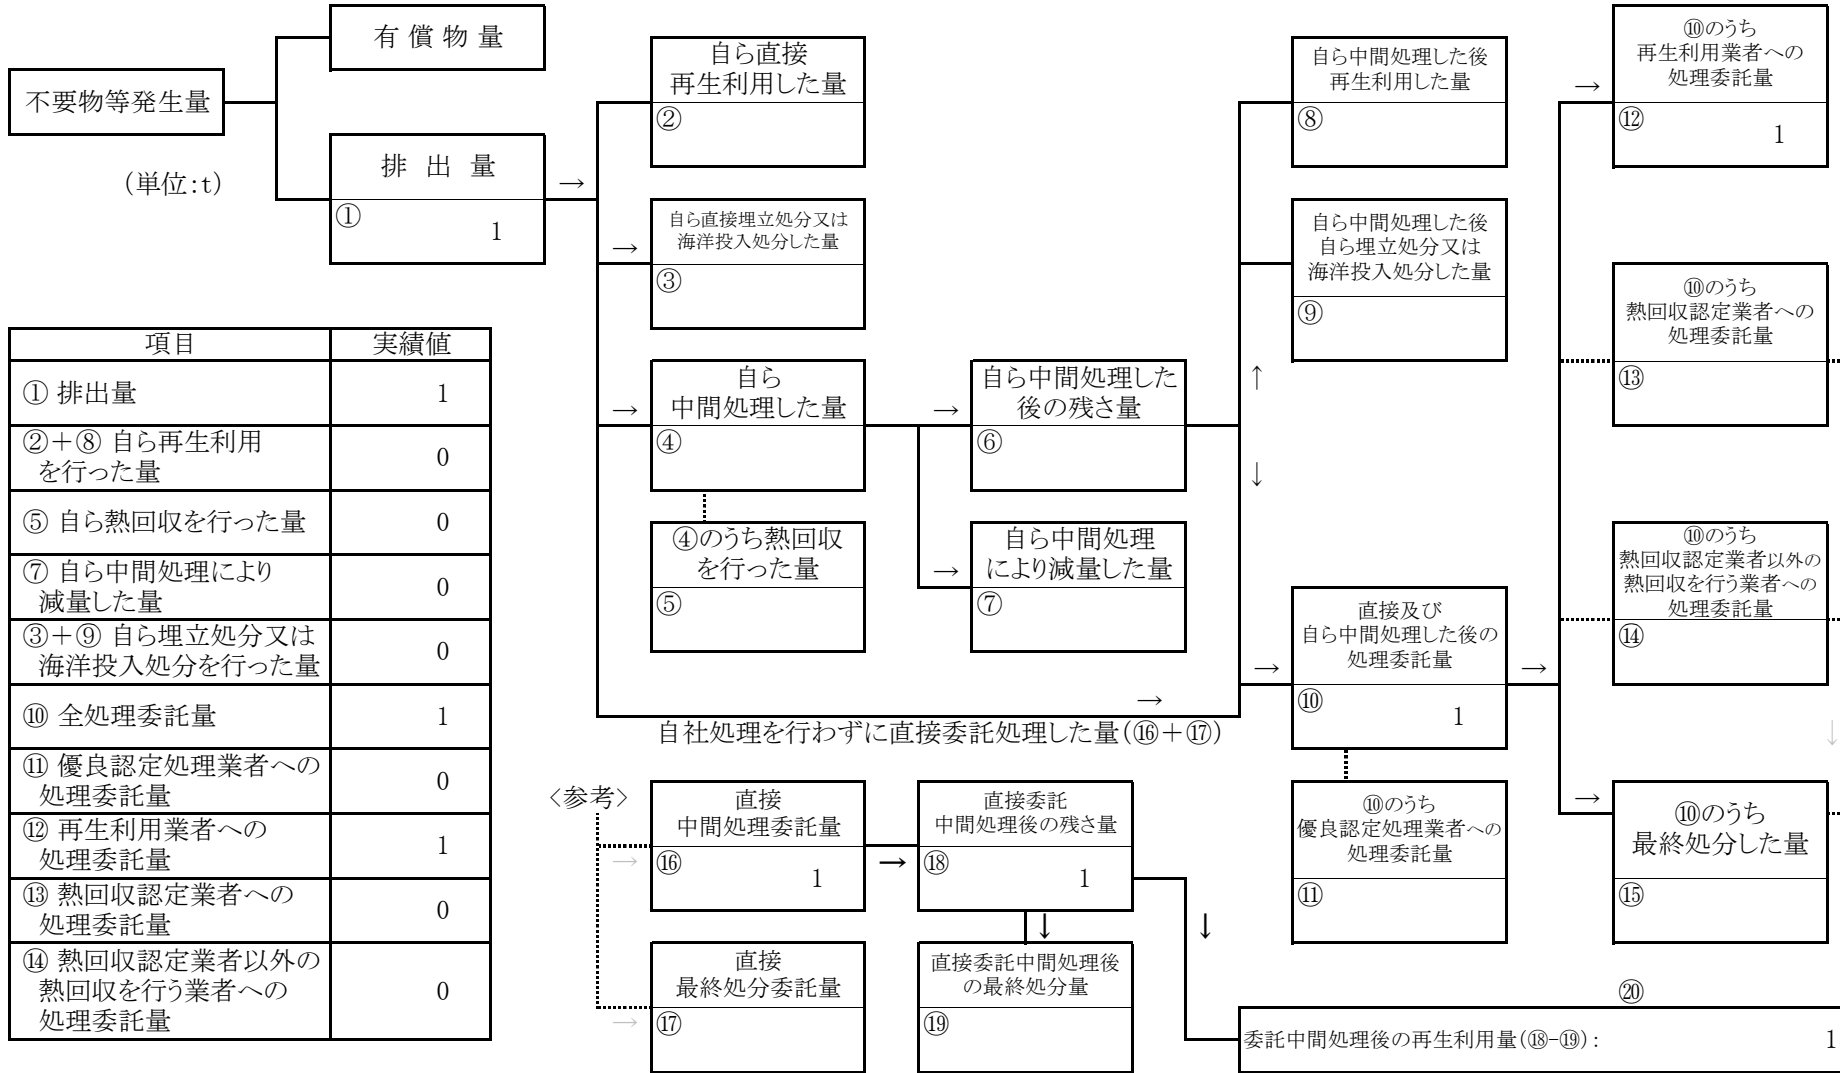 有 償 物 量
不要物等発生量
(単位:t)
排 出 量
→
①
1
自ら直接
再生利用した量
②
→
自ら直接埋立処分又は
海洋投入処分した量
③
→
自ら
中間処理した量
④
④のうち熱回収
を行った量
⑤
→
自ら中間処理した
後の残さ量
⑥
→
自ら中間処理
により減量した量
⑦
↑
↓
自ら中間処理した後
再生利用した量
⑧
自ら中間処理した後
自ら埋立処分又は
海洋投入処分した量
⑨
→
自社処理を行わずに直接委託処理した量(⑯+⑰)
→
直接及び
自ら中間処理した後の
処理委託量
⑩
1
→
⑩のうち
優良認定処理業者への
処理委託量
⑪
→
⑩のうち
再生利用業者への
処理委託量
⑫
1
⑩のうち
熱回収認定業者への
処理委託量
⑬
⑩のうち
熱回収認定業者以外の
熱回収を行う業者への
処理委託量
⑭
↓
→
⑩のうち
最終処分した量
⑮
項目 実績値
① 排出量 1
②+⑧ 自ら再生利用
を行った量 0
⑤ 自ら熱回収を行った量 0
⑦ 自ら中間処理により
減量した量 0
③+⑨ 自ら埋立処分又は
海洋投入処分を行った量 0
⑩ 全処理委託量 1
⑪ 優良認定処理業者への
処理委託量 0
⑫ 再生利用業者への
処理委託量 1
⑬ 熱回収認定業者への
処理委託量 0
⑭ 熱回収認定業者以外の
熱回収を行う業者への
処理委託量 0
<参考>
→
直接
中間処理委託量
⑯
1
→
直接委託
中間処理後の残さ量
⑱
1
↓
↓
→
直接
最終処分委託量
⑰
直接委託中間処理後
の最終処分量
⑲
⑳
委託中間処理後の再生利用量(⑱-⑲): 1